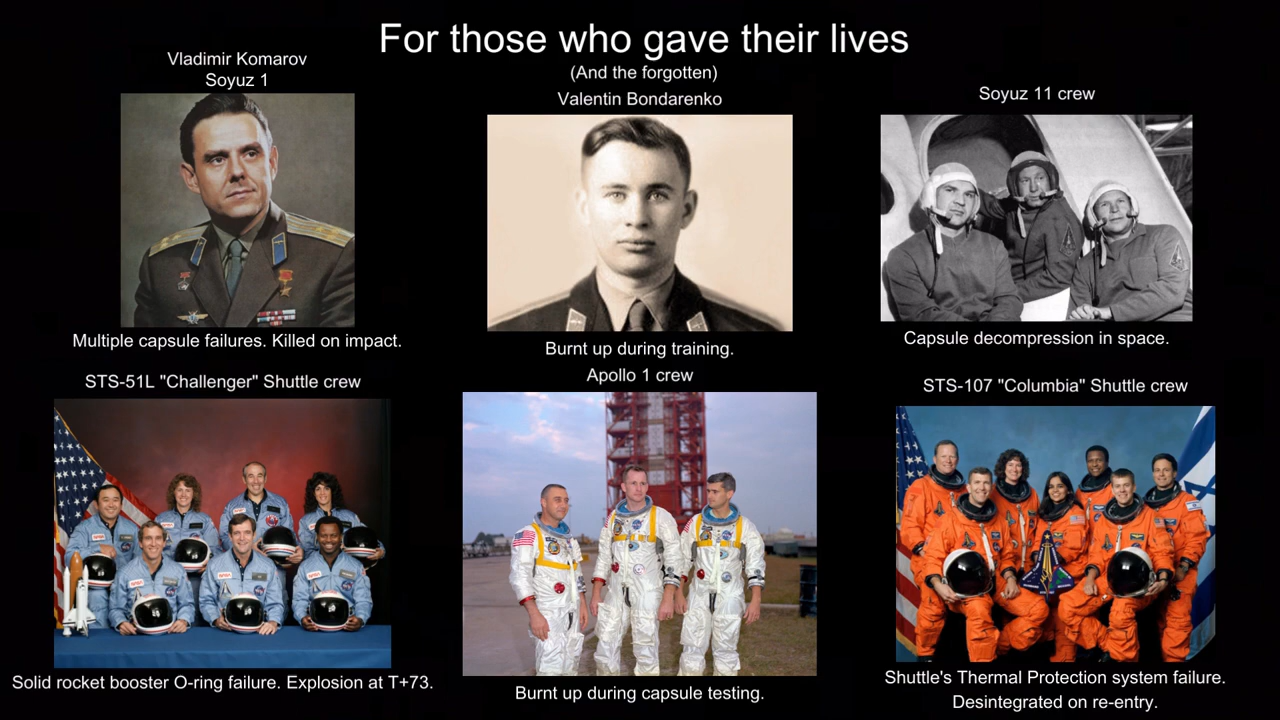 For those who gave their lives
(And the forgotten)
Vladimir Komarov
Soyuz 1
Multiple capsule failures. Killed on impact.
Valentin Bondarenko
Burnt up during training.
Soyuz 11 crew
Capsule decompression in space.
STS-51L "Challenger" Shuttle crew
Solid rocket booster O-ring failure. Explosion at T+73.
Apollo 1 crew
Burnt up during capsule testing.
STS-107 "Columbia" Shuttle crew
Shuttle's Thermal Protection system failure.
Desintegrated on re-entry.